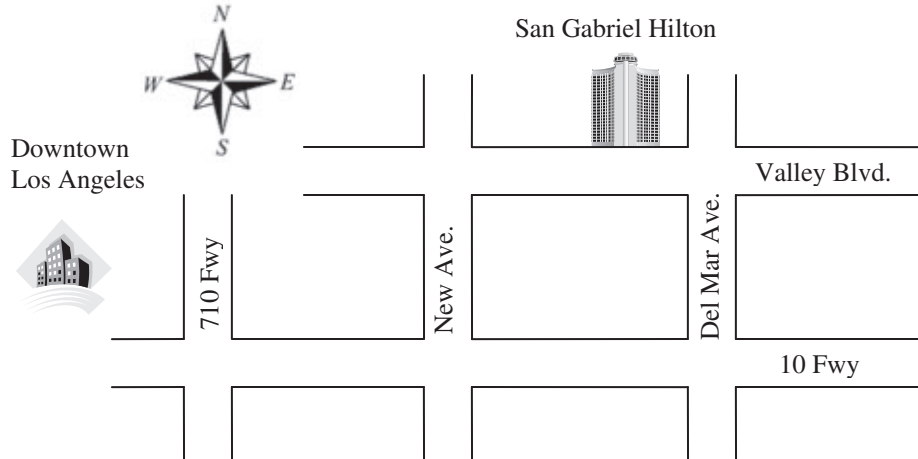 N
San Gabriel Hilton
W
E
S
Downtown
Los Angeles
Valley Blvd.
710 Fwy
New Ave.
Del Mar Ave.
10 Fwy